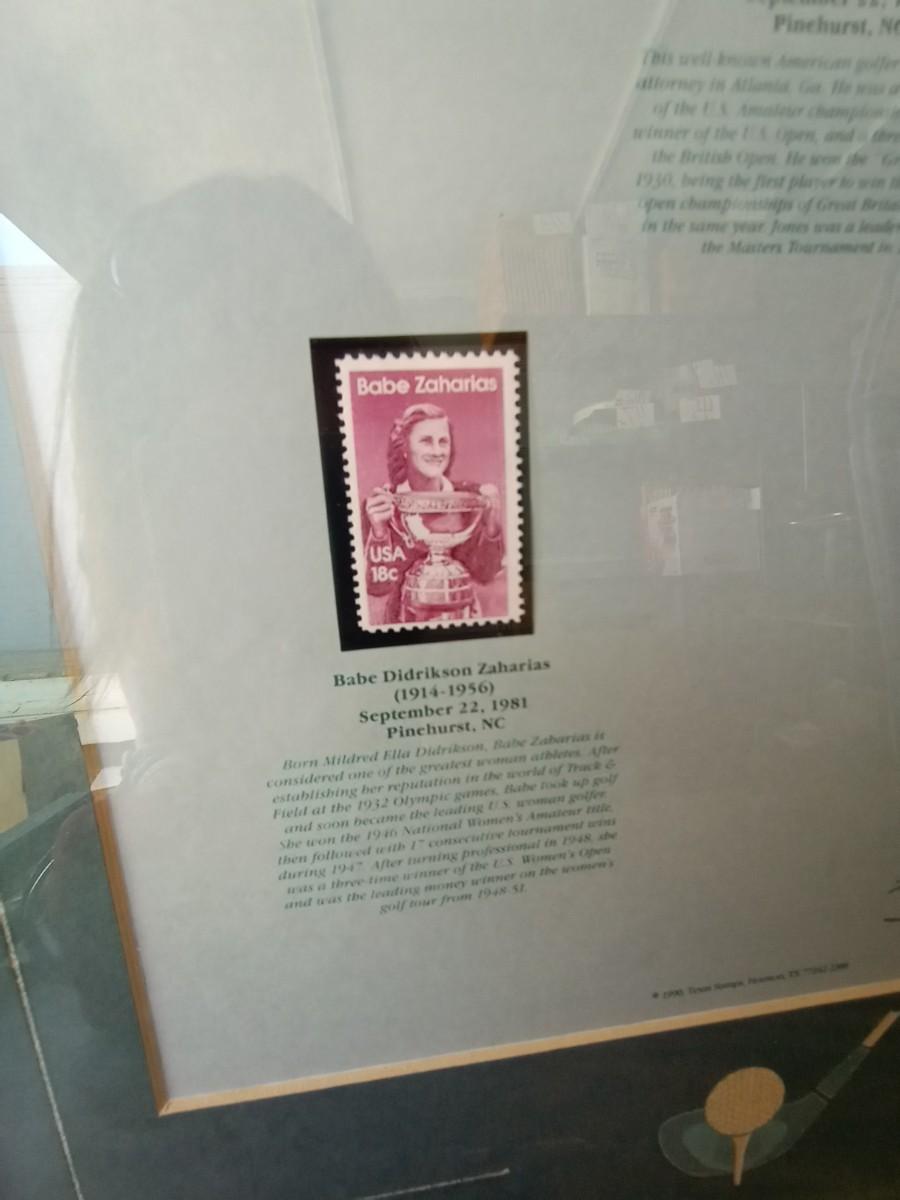 Pinehurst, NC
This well-known American golfer
attorney in Atlanta, Ga. He was a
of the U.S. Amateur
winner of the U.S. Open, and
the British Open. He won the
1930, being the first player to win
open championships of Great
in the same year. Jones was a
the Masters Tournament in
Babe Zaharias
USA
18c
Babe Didrikson Zaharias
(1914-1956)
September 22, 1981
Pinehurst, NC
Born Mildred Ella Didrikson, Babe Zaharias is
considered one of the greatest woman athletes. After
establishing her reputation in the world of Track &
Field at the 1932 Olympic games, Babe took up golf
and soon became the leading U.S. woman golfer.
She won the 1946 National Women's Amateur title,
then followed with 17 consecutive tournament wins
during 1947. After turning professional in 1948, she
was a three-time winner of the U.S. Women's Open
and was the leading money winner on the women's
golf tour from 1948-51.
© 1990, Texas Stamps, TX